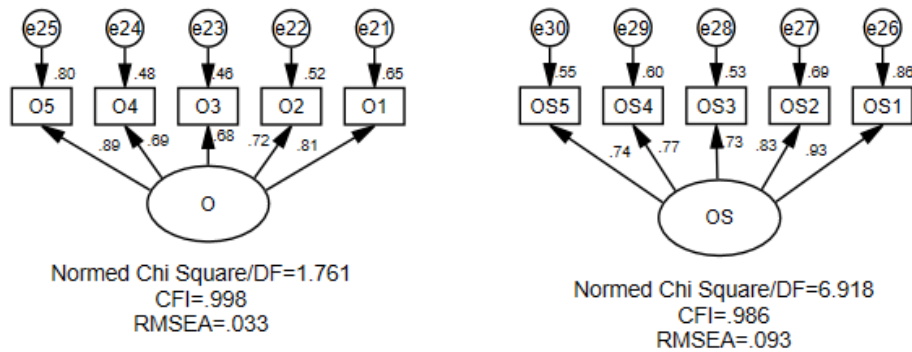 e25 e24 e23 e22 e21
.80 .48 .46 .52 .65
O5 O4 O3 O2 O1
.89 .69 .68 .72 .81
O
Normed Chi Square/DF=1.761
CFI=.998
RMSEA=.033
e30 e29 e28 e27 e26
.55 .60 .53 .69 .86
OS5 OS4 OS3 OS2 OS1
.74 .77 .73 .83 .93
OS
Normed Chi Square/DF=6.918
CFI=.986
RMSEA=.093